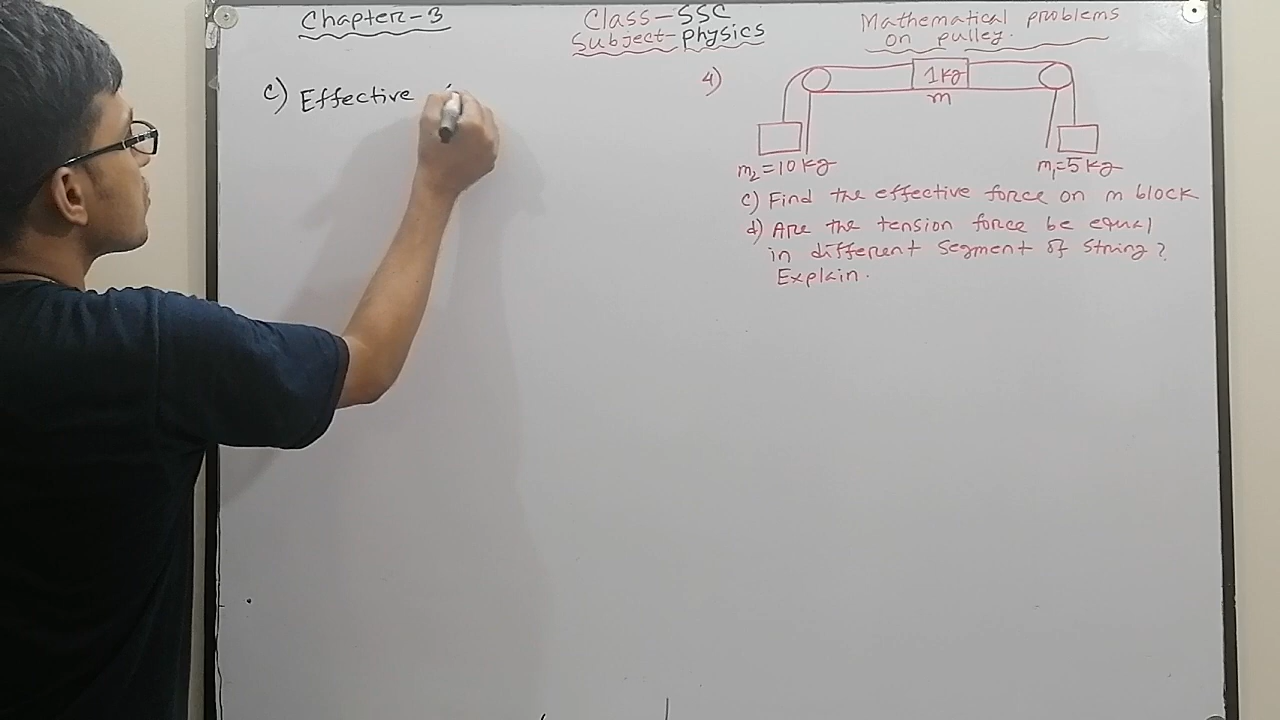 Chapter-3
Class-SSC
Subject-physics
Mathematical problems
on pulley.
c) Effective
4)
1kg
m
m₂=10kg
m₁=5kg
c) Find the effective force on m block
d) Are the tension force be equal
in different segment of string?
Explain.